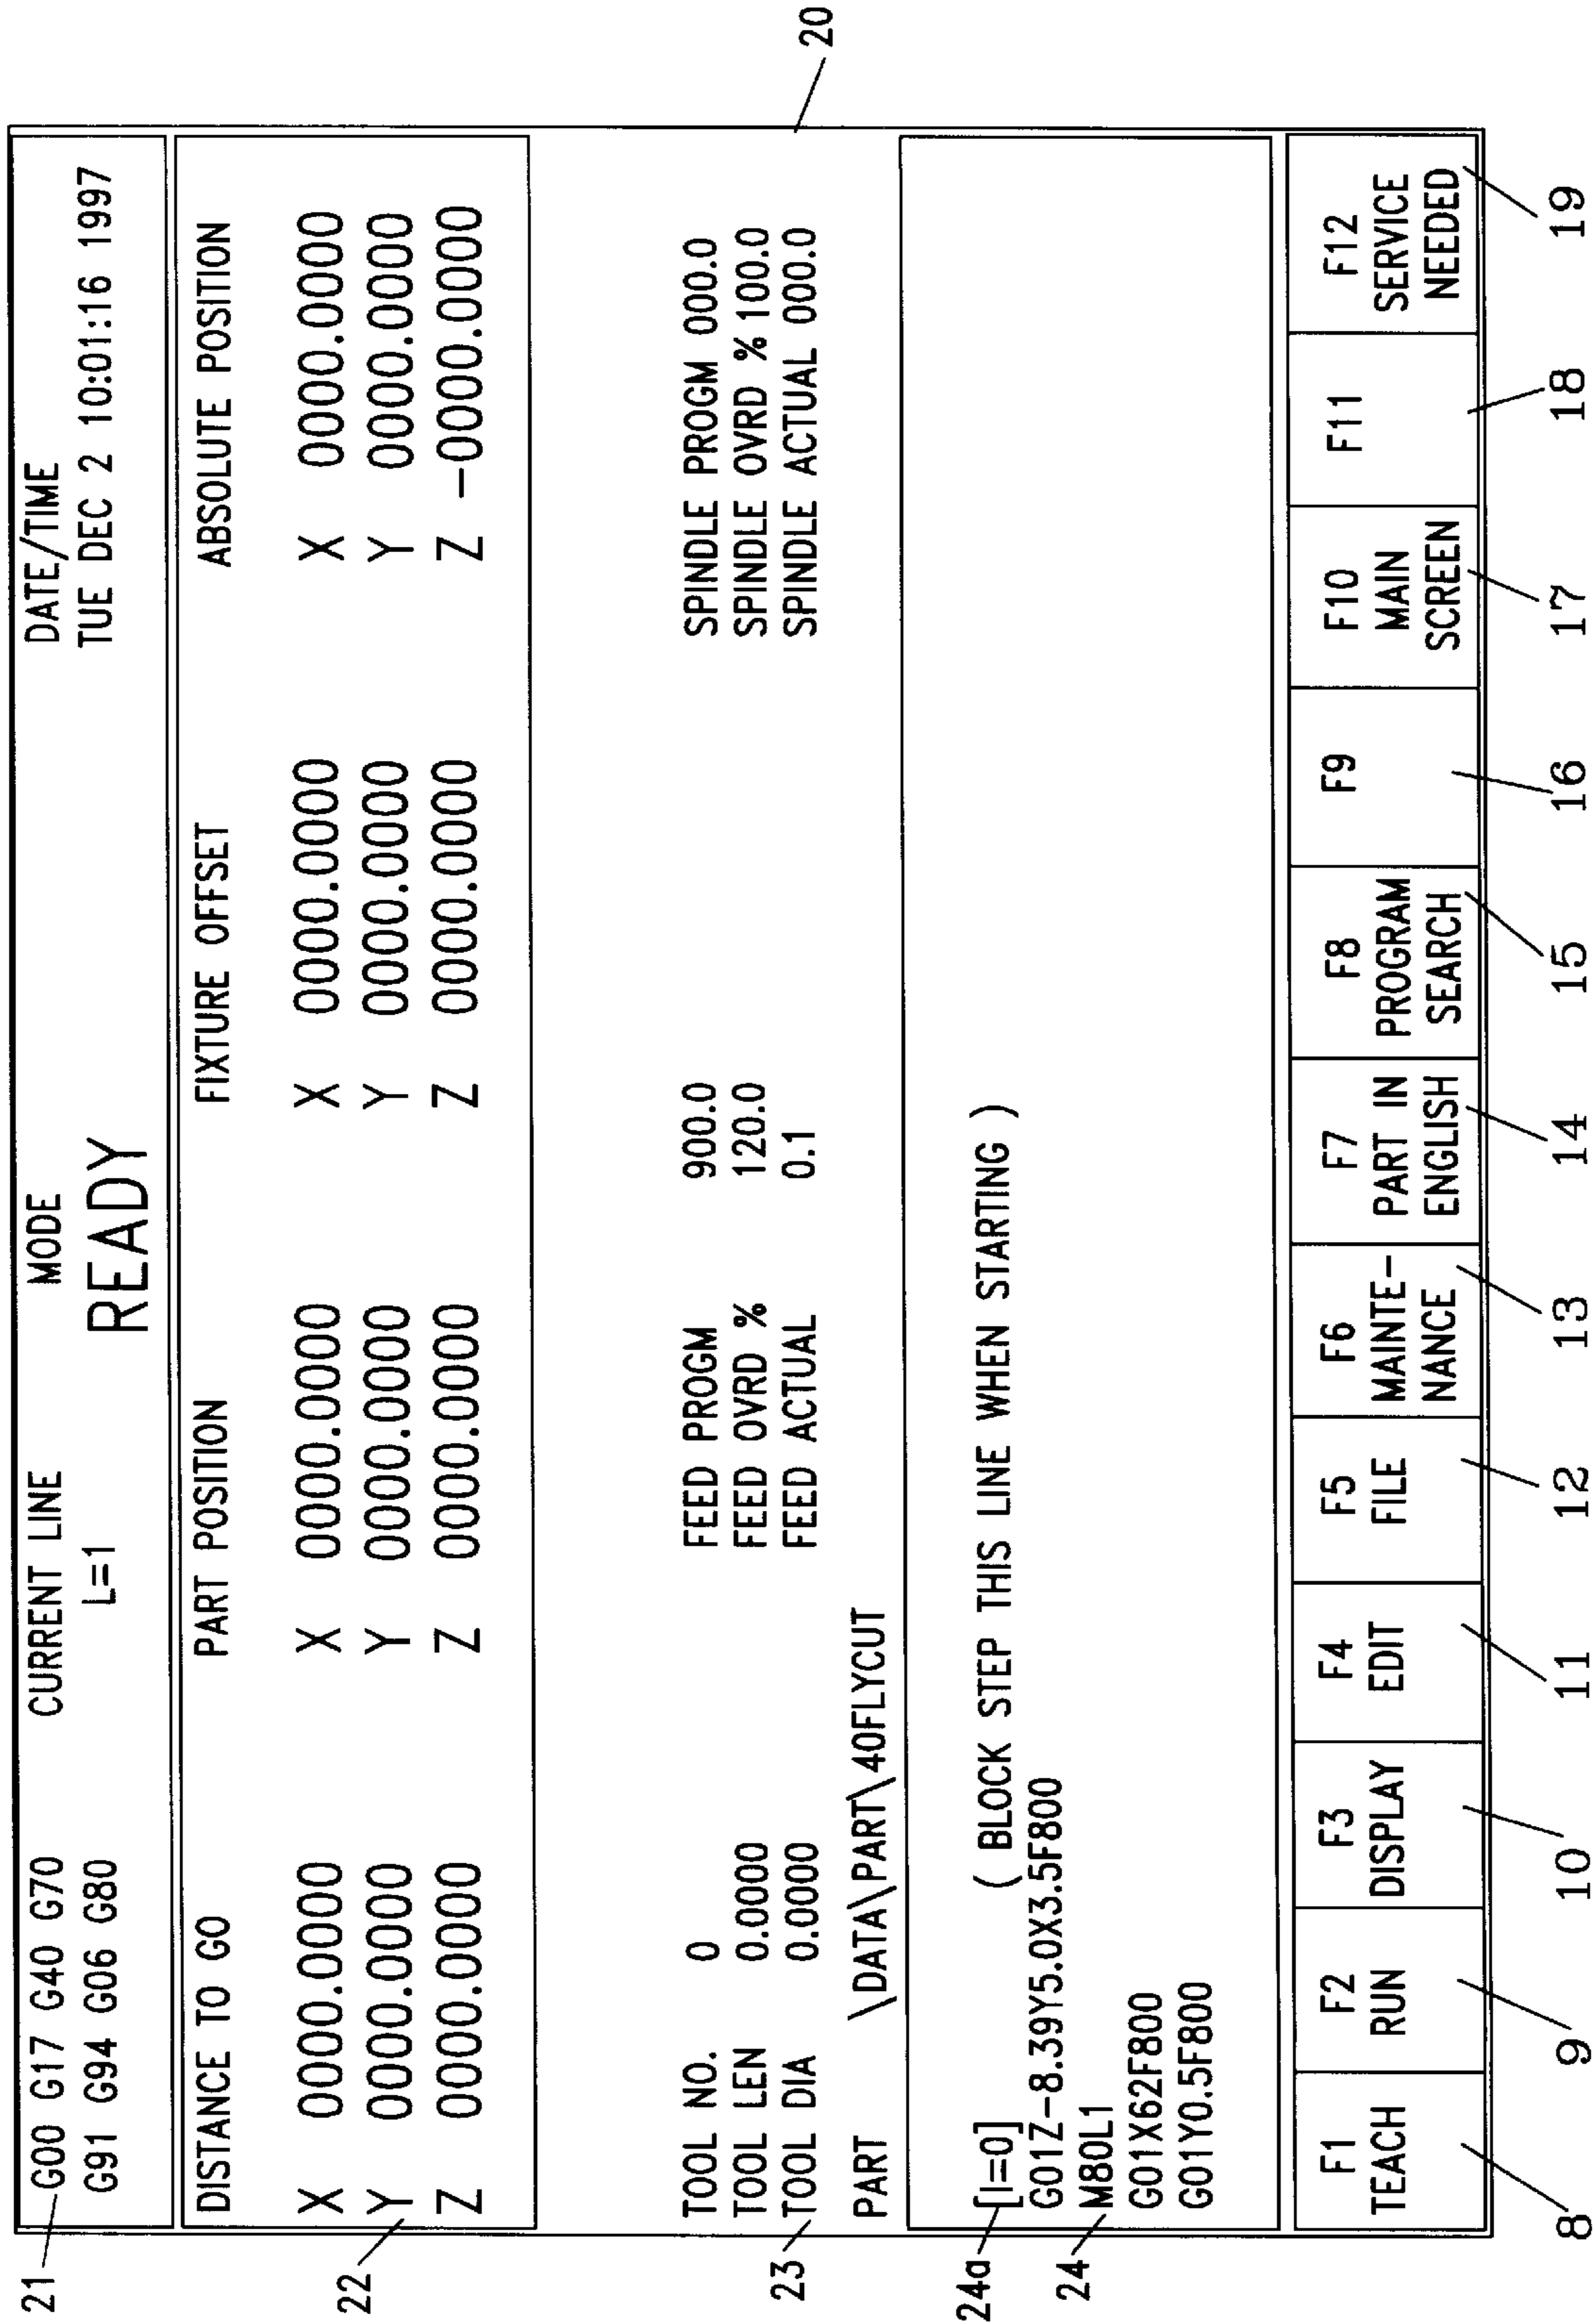 21 G00 G17 G40 G70 CURRENT LINE MODE DATE/TIME
G91 G94 G06 G80 L=1 READY TUE DEC 2 10:01:16 1997
DISTANCE TO GO PART POSITION FIXTURE OFFSET ABSOLUTE POSITION
X 0000.0000 X 0000.0000 X 0000.0000 X 0000.0000
22 Y 0000.0000 Y 0000.0000 Y 0000.0000 Y 0000.0000
Z 0000.0000 Z 0000.0000 Z 0000.0000 Z -0000.0000
TOOL NO. 0 FEED PROGM 900.0 SPINDLE PROGM 000.0
TOOL LEN 0.0000 FEED OVRD % 120.0 SPINDLE OVRD % 100.0
23 TOOL DIA 0.0000 FEED ACTUAL 0.1 SPINDLE ACTUAL 000.0
20
PART \DATA\PART\40FLYCUT
24a [I=0] ( BLOCK STEP THIS LINE WHEN STARTING )
G01Z-8.39Y5.0X3.5F800
24 M80L1
G01X62F800
G01Y0.5F800
F1 F2 F3 F4 F5 F6 F7 F8 F9 F10 F11 F12
TEACH RUN DISPLAY EDIT FILE MAINTE- PART IN PROGRAM MAIN SERVICE
NANCE ENGLISH SEARCH SCREEN NEEDED
8 9 10 11 12 13 14 15 16 17 18 19